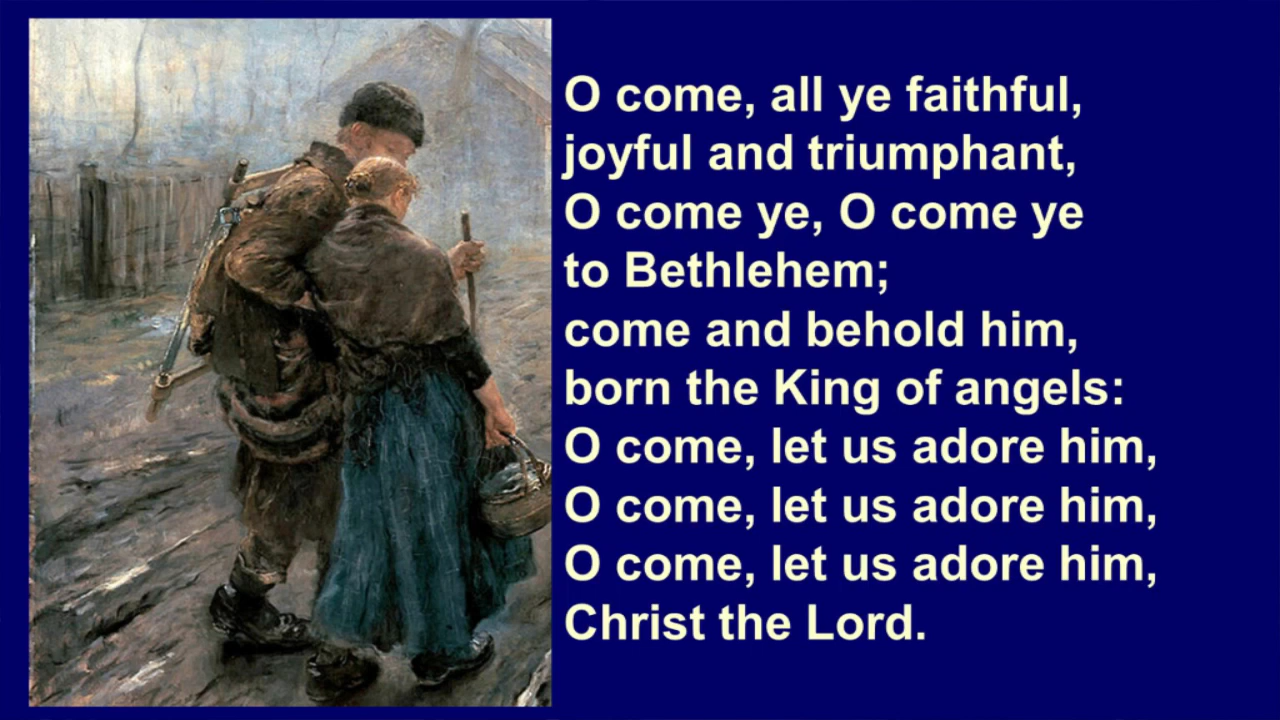 O come, all ye faithful,
joyful and triumphant,
O come ye, O come ye
to Bethlehem;
come and behold him,
born the King of angels:
O come, let us adore him,
O come, let us adore him,
O come, let us adore him,
Christ the Lord.